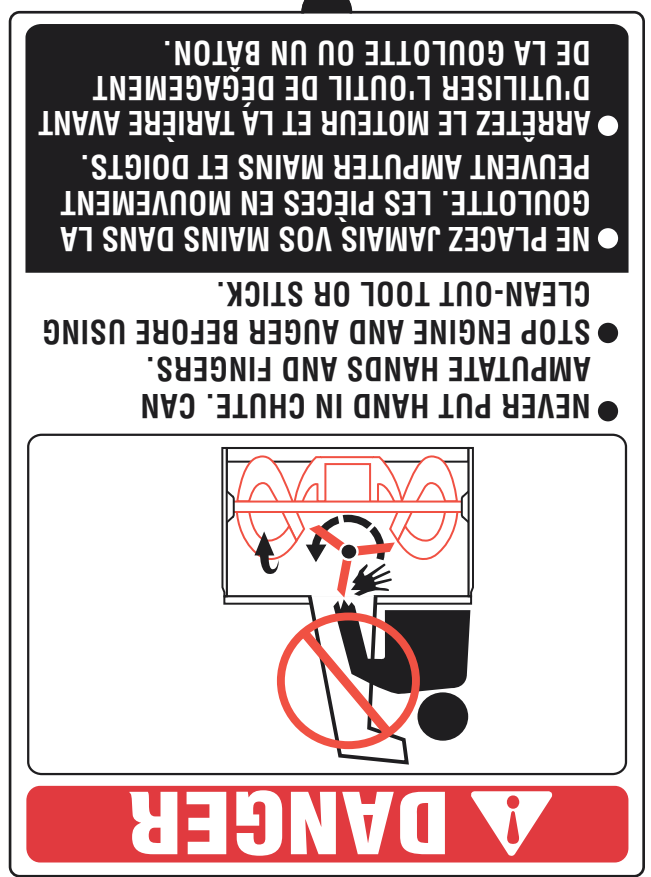 DANGER
● NEVER PUT HAND IN CHUTE. CAN
AMPUTATE HANDS AND FINGERS.
● STOP ENGINE AND AUGER BEFORE USING
CLEAN-OUT TOOL OR STICK.
● NE PLACEZ JAMAIS VOS MAINS DANS LA
GOULOTTE. LES PIÈCES EN MOUVEMENT
PEUVENT AMPUTER MAINS ET DOIGTS.
● ARRÊTEZ LE MOTEUR ET LA TARIÈRE AVANT
D'UTILISER L'OUTIL DE DÉGAGEMENT
DE LA GOULOTTE OU UN BÂTON.